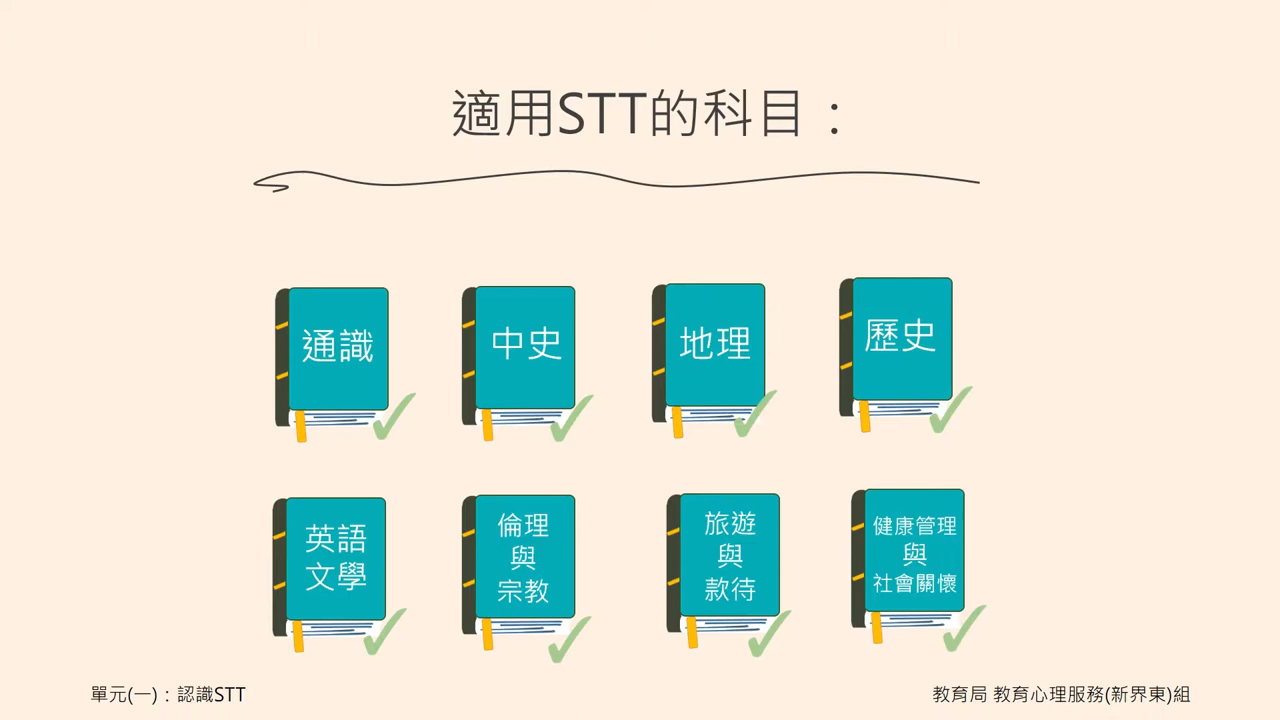 適用STT的科目：
通識
中史
地理
歷史
英語
文學
倫理
與
宗教
旅遊
與
款待
健康管理
與
社會關懷
單元(一)：認識STT
教育局 教育心理服務(新界東)組